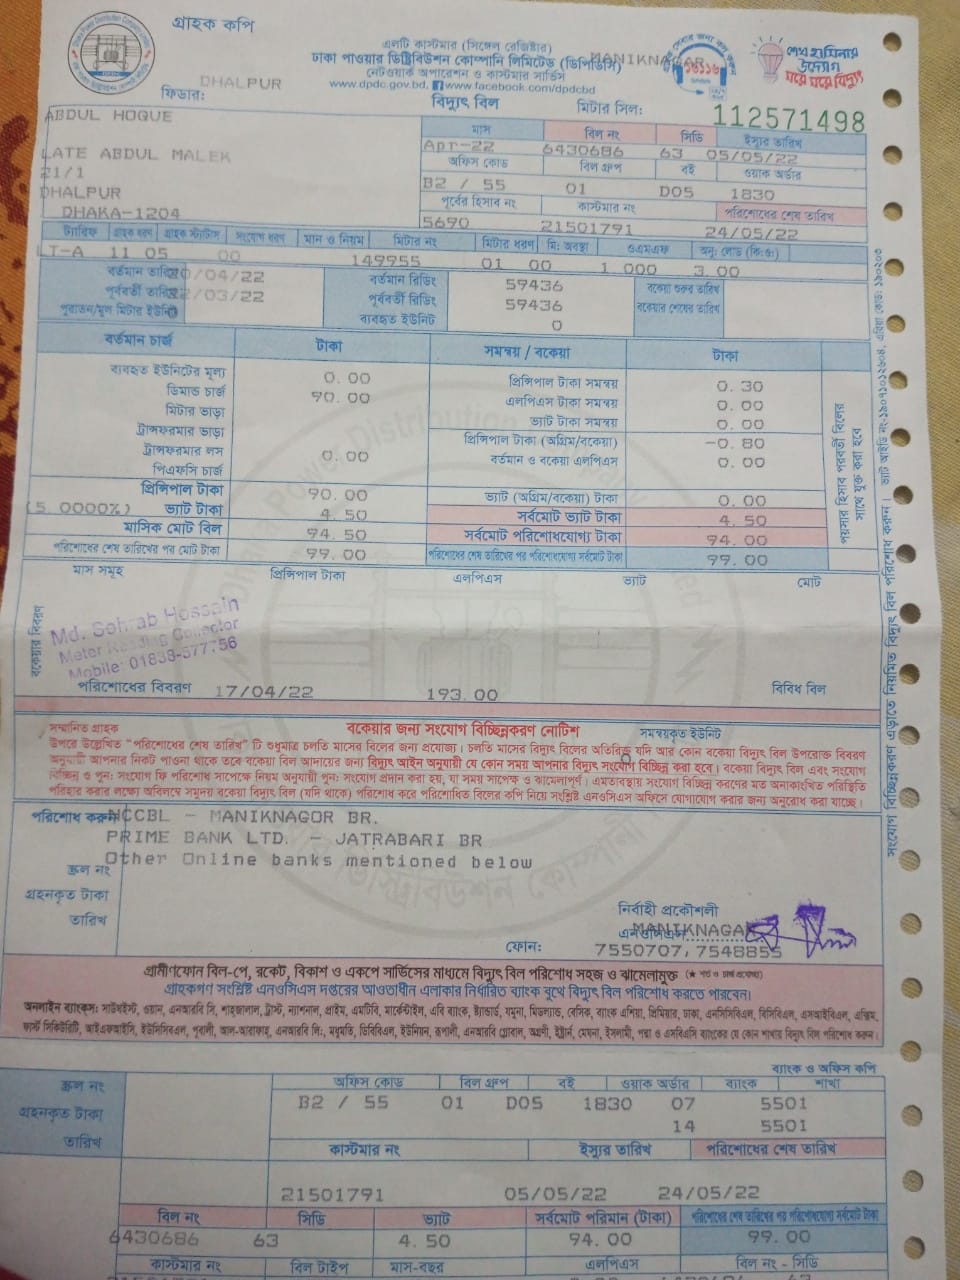 গ্রাহক কপি
এলটি কাস্টমার (সিঙ্গেল রেজিষ্টার)
ঢাকা পাওয়ার ডিষ্ট্রিবিউশন কোম্পানি লিমিটেড (ডিপিডিসি)
MANIKNAGAR
নেটওয়ার্ক অপারেশন ও কাস্টমার সার্ভিস
www.dpdc.gov.bd, www.facebook.com/dpdcbd
১৬১১৬
শেখ হাসিনার
উদ্যোগ
ঘরে ঘরে বিদ্যুৎ
ফিডার: DHALPUR
বিদ্যুৎ বিল
মিটার সিল:
112571498
ABDUL HOQUE
LATE ABDUL MALEK
21/1
DHALPUR
DHAKA-1204
মাস বিল নং সিডি ইস্যুর তারিখ
Apr-22 6430686 63 05/05/22
অফিস কোড বিল গ্রুপ বই ওয়াক অর্ডার
B2 / 55 01 D05 1830
পূর্বের হিসাব নং কাস্টমার নং পরিশোধের শেষ তারিখ
5690 21501791 24/05/22
ট্যারিফ গ্রাহক ধরণ গ্রাহক স্ট্যাটাস সংযোগ ধরণ মান ও নিয়ম মিটার নং মিটার ধরণ মি: অবস্থা ওএমএফ অনু: লোড (কি:ওঃ)
LT-A 11 05 00 149955 01 00 1 000 3.00
বর্তমান তারিখ /04/22 বর্তমান রিডিং 59436 বকেয়া শুরুর তারিখ
পূর্ববর্তী তারিখ /03/22 পূর্ববর্তী রিডিং 59436 বকেয়ার শেষের তারিখ
পুরাতন/মুল মিটার ইউনিট 0 ব্যবহৃত ইউনিট 0
বর্তমান চার্জ টাকা সমন্বয় / বকেয়া টাকা
ব্যবহৃত ইউনিটের মূল্য 0.00 প্রিন্সিপাল টাকা সমন্বয় 0.30
ডিমান্ড চার্জ 90.00 এলপিএস টাকা সমন্বয় 0.00
মিটার ভাড়া ভ্যাট টাকা সমন্বয় 0.00
ট্রান্সফরমার ভাড়া প্রিন্সিপাল টাকা (অগ্রিম/বকেয়া) -0.80
ট্রান্সফরমার লস 0.00 বর্তমান ও বকেয়া এলপিএস 0.00
পিএফসি চার্জ
প্রিন্সিপাল টাকা 90.00 ভ্যাট (অগ্রিম/বকেয়া) টাকা 0.00
(5.0000%) ভ্যাট টাকা 4.50 সর্বমোট ভ্যাট টাকা 4.50
মাসিক মোট বিল 94.50 সর্বমোট পরিশোধযোগ্য টাকা 94.00
পরিশোধের শেষ তারিখের পর মোট টাকা 99.00 পরিশোধের শেষ তারিখের পর পরিশোধযোগ্য সর্বমোট টাকা 99.00
পয়সার হিসাব পরবর্তী বিলের
সাথে যুক্ত করা হবে
মাস সমূহ প্রিন্সিপাল টাকা এলপিএস ভ্যাট মোট
বকেয়ার বিবরণ
Md. Sohrab Hossain
Meter Reading Collector
Mobile: 01838-577756
পরিশোধের বিবরণ 17/04/22 193.00 বিবিধ বিল
সম্মানিত গ্রাহক বকেয়ার জন্য সংযোগ বিচ্ছিন্নকরণ নোটিশ সমন্বয়কৃত ইউনিট
উপরে উল্লেখিত "পরিশোধের শেষ তারিখ" টি শুধুমাত্র চলতি মাসের বিলের জন্য প্রযোজ্য। চলতি মাসের বিদ্যুৎ বিলের অতিরিক্ত যদি আর কোন বকেয়া বিদ্যুৎ বিল উপরোক্ত বিবরণ
অনুযায়ী আপনার নিকট পাওনা থাকে তবে বকেয়া বিল আদায়ের জন্য বিদ্যুৎ আইন অনুযায়ী যে কোন সময় আপনার বিদ্যুৎ বিচ্ছিন্ন করা হবে। বকেয়া বিদ্যুৎ বিল এবং সংযোগ
বিচ্ছিন্ন ও পুন: সংযোগ ফি পরিশোধ সাপেক্ষে নিয়ম অনুযায়ী পুন: সংযোগ প্রদান করা হয়, যা সময় সাপেক্ষ ও ঝামেলাপূর্ণ। এমতাবস্থায় সংযোগ বিচ্ছিন্ন করণের মত অনাকাংখিত পরিস্থিতি
পরিহার করার লক্ষ্যে অবিলম্বে সমুদয় বকেয়া বিদ্যুৎ বিল (যদি থাকে) পরিশোধ করে পরিশোধিত বিলের কপি নিয়ে সংশ্লিষ্ট এনওসিএস অফিসে যোগাযোগ করার জন্য অনুরোধ করা যাচ্ছে।
পরিশোধ করুন NCCBL - MANIKNAGOR BR.
PRIME BANK LTD. - JATRABARI BR
Other Online banks mentioned below
স্ক্রল নং
গ্রহনকৃত টাকা
তারিখ
নির্বাহী প্রকৌশলী
এনওসিএস MANIKNAGAR
ফোন: 7550707,7548855
গ্রামীণফোন বিল-পে, রকেট, বিকাশ ও একপে সার্ভিসের মাধ্যমে বিদ্যুৎ বিল পরিশোধ সহজ ও ঝামেলামুক্ত
গ্রাহকগণ সংশ্লিষ্ট এনওসিএস দপ্তরের আওতাধীন এলাকার নির্ধারিত ব্যাংক বুথে বিদ্যুৎ বিল পরিশোধ করতে পারবেন।
অনলাইন ব্যাংকস: সাউথইস্ট, ওয়ান, এনআরবি সি, শাহজালাল, ট্রাস্ট, ন্যাশনাল, প্রাইম, এমটিবি, মার্কেন্টাইল, এবি ব্যাংক, স্ট্যান্ডার্ড, যমুনা, মিডল্যান্ড, বেসিক, ব্যাংক এশিয়া, প্রিমিয়ার, ঢাকা, এনসিসিবিএল, বিসিবিএল, এসআইবিএল, এক্সিম,
ফার্স্ট সিকিউরিটি, আইএফআইসি, ইউসিবিএল, পূবালী, আল-আরাফাহ্, এনআরবি লি:, মধুমতি, ডিবিবিএল, ইউনিয়ন, রূপালী, এনআরবি গ্লোবাল, অগ্রণী, ইস্টার্ন, মেঘনা, ইসলামী, পদ্মা ও এসবিএসি ব্যাংকের যে কোন শাখায় বিদ্যুৎ বিল পরিশোধ করুন।
সংযোগ বিচ্ছিন্নকরণ এড়াতে নিয়মিত বিদ্যুৎ বিল পরিশোধ করুন।
ব্যাংক ও অফিস কপি
স্ক্রল নং অফিস কোড বিল গ্রুপ বই ওয়াক অর্ডার ব্যাংক শাখা
B2 / 55 01 D05 1830 07 5501
গ্রহনকৃত টাকা 14 5501
তারিখ কাস্টমার নং ইস্যুর তারিখ পরিশোধের শেষ তারিখ
21501791 05/05/22 24/05/22
বিল নং সিডি ভ্যাট সর্বমোট পরিমান (টাকা) পরিশোধের শেষ তারিখের পর পরিশোধযোগ্য সর্বমোট টাকা
6430686 63 4.50 94.00 99.00
কাস্টমার নং বিল টাইপ মাস-বছর এলপিএস বিল নং - সিডি